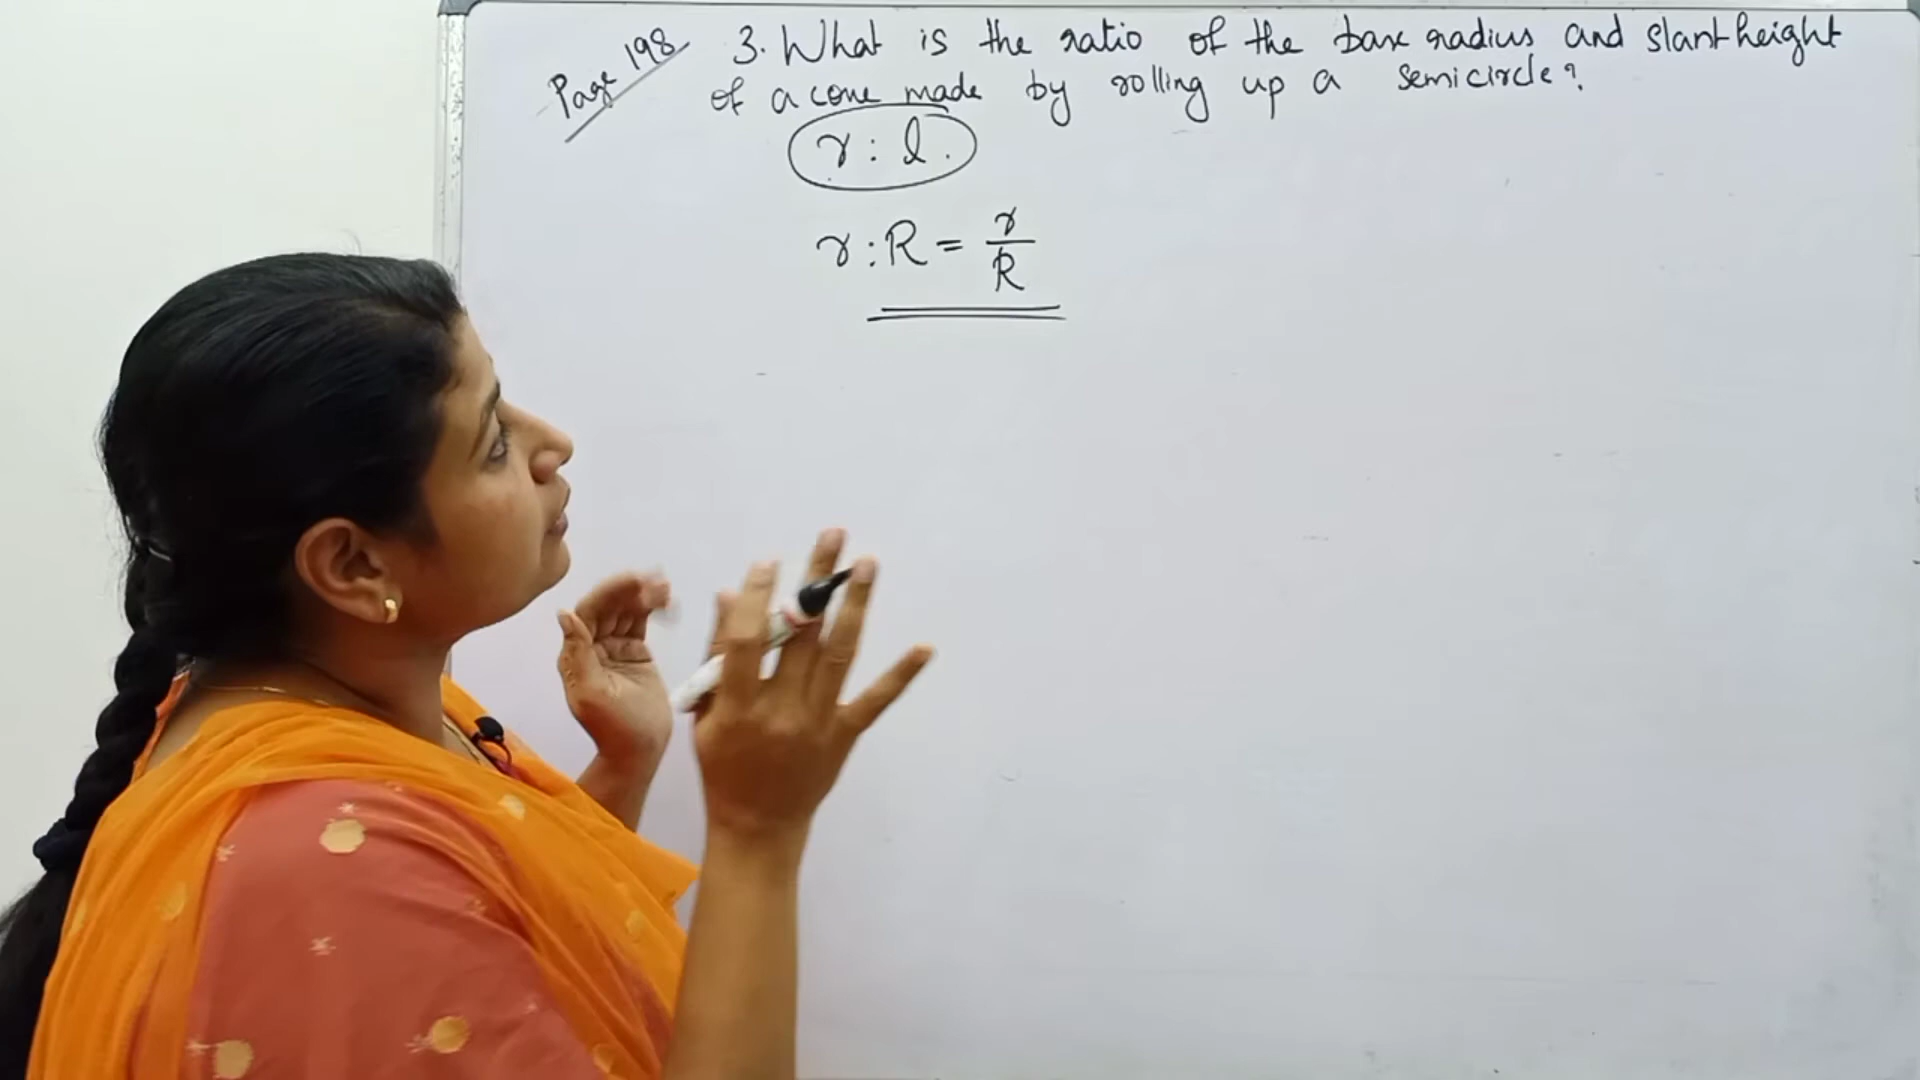 Page 198
3. What is the ratio of the base radius and slant height
of a cone made by rolling up a semicircle?
r : l.
r : R = r/R